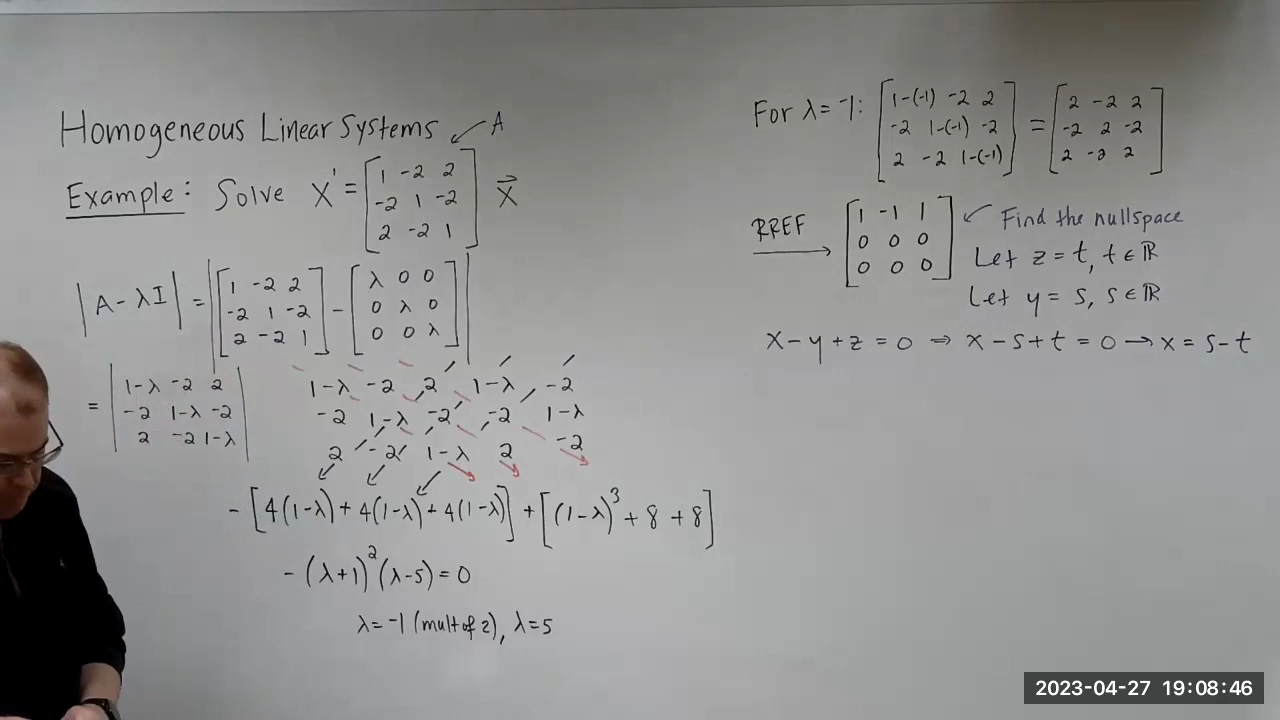 Homogeneous Linear Systems ↙ A
Example: Solve X' = [1 -2 2; -2 1 -2; 2 -2 1] X⃗
|A - λI| = |[1 -2 2; -2 1 -2; 2 -2 1] - [λ 0 0; 0 λ 0; 0 0 λ]|
= |1-λ -2 2; -2 1-λ -2; 2 -2 1-λ|
1-λ -2 2 1-λ -2
-2 1-λ -2 -2 1-λ
2 -2 1-λ 2 -2
- [4(1-λ) + 4(1-λ) + 4(1-λ)] + [(1-λ)³ + 8 + 8]
- (λ+1)² (λ-5) = 0
λ = -1 (mult of 2), λ = 5
For λ = -1: [1-(-1) -2 2; -2 1-(-1) -2; 2 -2 1-(-1)] = [2 -2 2; -2 2 -2; 2 -2 2]
RREF → [1 -1 1; 0 0 0; 0 0 0] ↙ Find the nullspace
Let z = t, t ∈ ℝ
Let y = s, s ∈ ℝ
x - y + z = 0 ⇒ x - s + t = 0 → x = s - t
2023-04-27 19:08:46